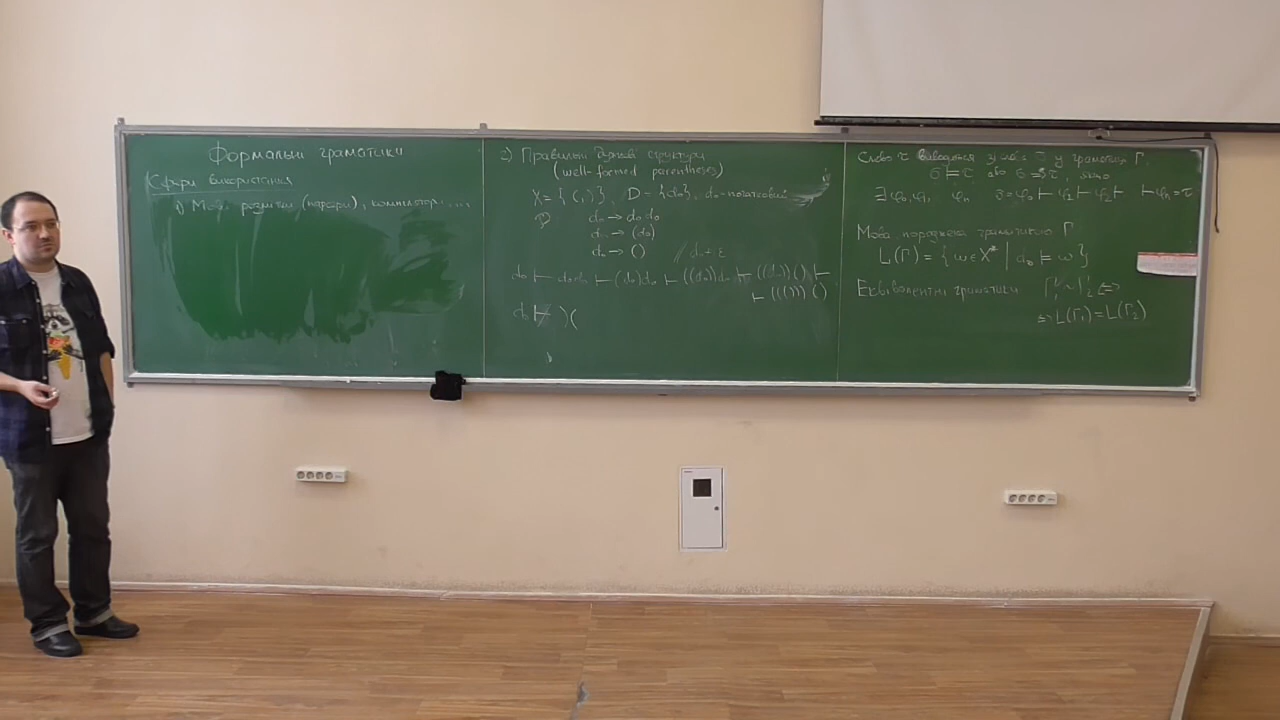 Формальні граматики
Сфери використання
1) Мови розмітки (парсери), компілятори, ...
2) Правильні дужкові структури
(well-formed parentheses)
X = { (, ) }, D = {d₀}, d₀ - початковий
P: d₀ → d₀d₀
d₀ → (d₀)
d₀ → ()
// d₀ → ε
d₀ ⊢ d₀d₀ ⊢ (d₀)d₀ ⊢ ((d₀))d₀ ⊢ ((d₀))() ⊢
⊢ ((()))()
d₀ ⊬ )(
Слово τ виводиться зі слова σ у граматиці Γ,
σ ⊨ τ або σ ⇒ τ, якщо
∃ φ₀, φ₁, φₙ σ = φ₀ ⊢ φ₁ ⊢ φ₂ ⊢ ⊢ φₙ = τ
Мова породжена граматикою Γ
L(Γ) = { w ∈ X* | d₀ ⊨ w }
Еквівалентні граматики Γ₁ ~ Γ₂ ⇔
⇔ L(Γ₁) = L(Γ₂)